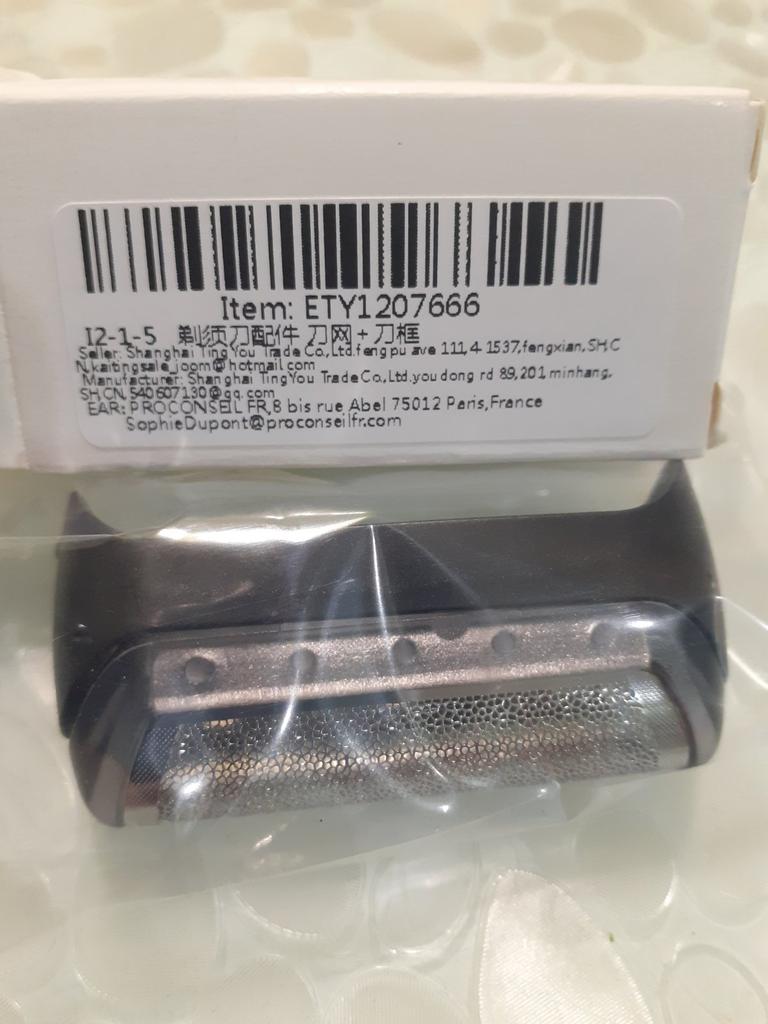 Item: ETY1207666
I2-1-5 剃须刀配件 刀网+刀框
Seller: Shanghai TingYou Trade Co,.Ltd.feng pu ave 111,4-1537,fengxian,SH.C
N.kaitingsale_joom@hotmail.com
Manufacturer: Shanghai TingYou Trade Co,.Ltd.you dong rd 89,201,minhang,
SH.CN. 540607130@qq.com
EAR: PROCONSEIL FR,8 bis rue Abel 75012 Paris,France
SophieDupont@proconseilfr.com